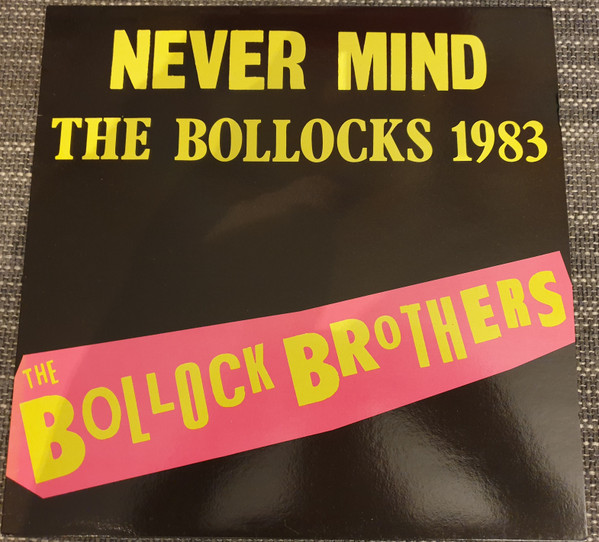 NEVER MIND
THE BOLLOCKS 1983
THE
BOLLOCK BROTHERS